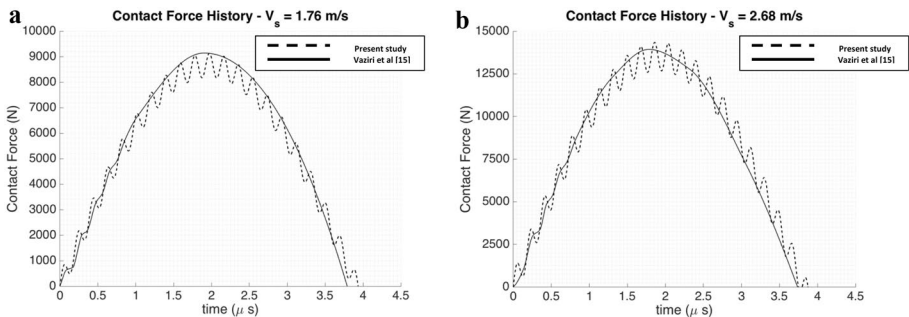 a
Contact Force History - Vs = 1.76 m/s
Present study
Vaziri et al [15]
Contact Force (N)
10000
9000
8000
7000
6000
5000
4000
3000
2000
1000
0
0 0.5 1 1.5 2 2.5 3 3.5 4 4.5
time (μ s)
b
Contact Force History - Vs = 2.68 m/s
Present study
Vaziri et al [15]
Contact Force (N)
15000
12500
10000
7500
5000
2500
0
0 0.5 1 1.5 2 2.5 3 3.5 4 4.5
time (μ s)